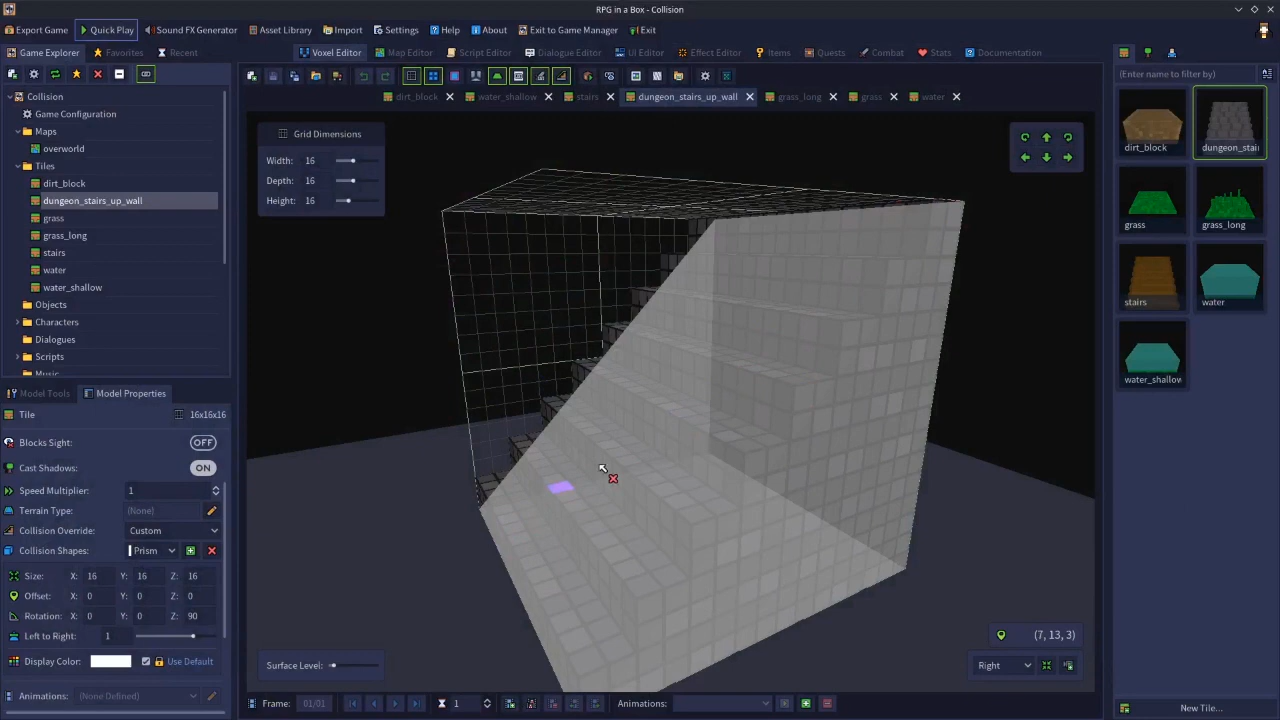 RPG in a Box - Collision
Export Game Quick Play Sound FX Generator Asset Library Import Settings Help About Exit to Game Manager Exit
Game Explorer Favorites Recent Voxel Editor Map Editor Script Editor Dialogue Editor UI Editor Effect Editor Items Quests Combat Stats Documentation
(Enter name to filter by)
dirt_block water_shallow stairs dungeon_stairs_up_wall grass_long grass water
Collision
Game Configuration
Maps
overworld
Tiles
dirt_block
dungeon_stairs_up_wall
grass
grass_long
stairs
water
water_shallow
Objects
Characters
Dialogues
Scripts
Music
Grid Dimensions
Width: 16
Depth: 16
Height: 16
dirt_block dungeon_stair
grass grass_long
stairs water
water_shallow
Model Tools Model Properties
Tile 16x16x16
Blocks Sight: OFF
Cast Shadows: ON
Speed Multiplier: 1
Terrain Type: (None)
Collision Override: Custom
Collision Shapes: Prism
Size: X: 16 Y: 16 Z: 16
Offset: X: 0 Y: 0 Z: 0
Rotation: X: 0 Y: 0 Z: 90
Left to Right: 1
Display Color: Use Default
Animations: (None Defined)
(7, 13, 3)
Surface Level: Right
Frame: 01/01 1 Animations:
New Tile...